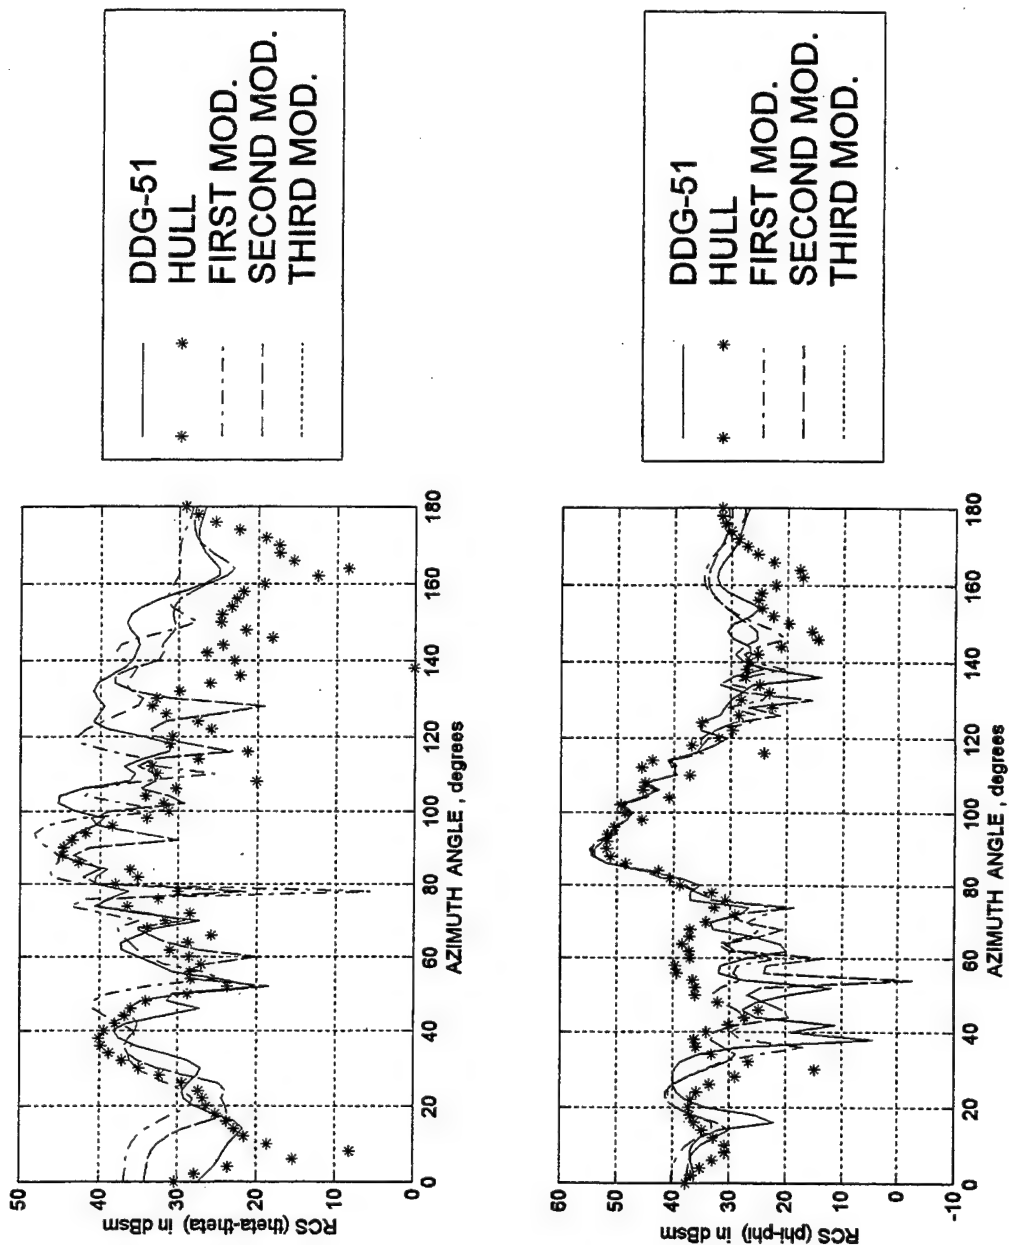 DDG-51
HULL
FIRST MOD.
SECOND MOD.
THIRD MOD.
RCS (theta-theta) in dBsm
50
40
30
20
10
0
0
20
40
60
80
100
120
140
160
180
AZIMUTH ANGLE , degrees
DDG-51
HULL
FIRST MOD.
SECOND MOD.
THIRD MOD.
RCS (phi-phi) in dBsm
60
50
40
30
20
10
0
-10
0
20
40
60
80
100
120
140
160
180
AZIMUTH ANGLE , degrees